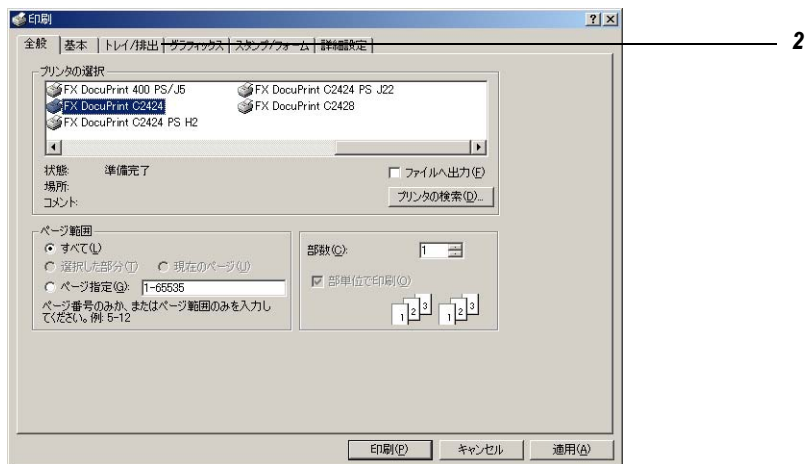 印刷
全般 基本 トレイ/排出 グラフィックス スタンプ/フォーム 詳細設定
2
プリンタの選択
FX DocuPrint 400 PS/J5 FX DocuPrint C2424 PS J22
FX DocuPrint C2424 FX DocuPrint C2428
FX DocuPrint C2424 PS H2
状態: 準備完了
場所:
コメント:
ファイルへ出力(F)
プリンタの検索(D)...
ページ範囲
すべて(L)
選択した部分(T) 現在のページ(U)
ページ指定(G): 1-65535
ページ番号のみか、またはページ範囲のみを入力し
てください。例: 5-12
部数(C): 1
部単位で印刷(O)
1 2 3 1 2 3
印刷(P) キャンセル 適用(A)